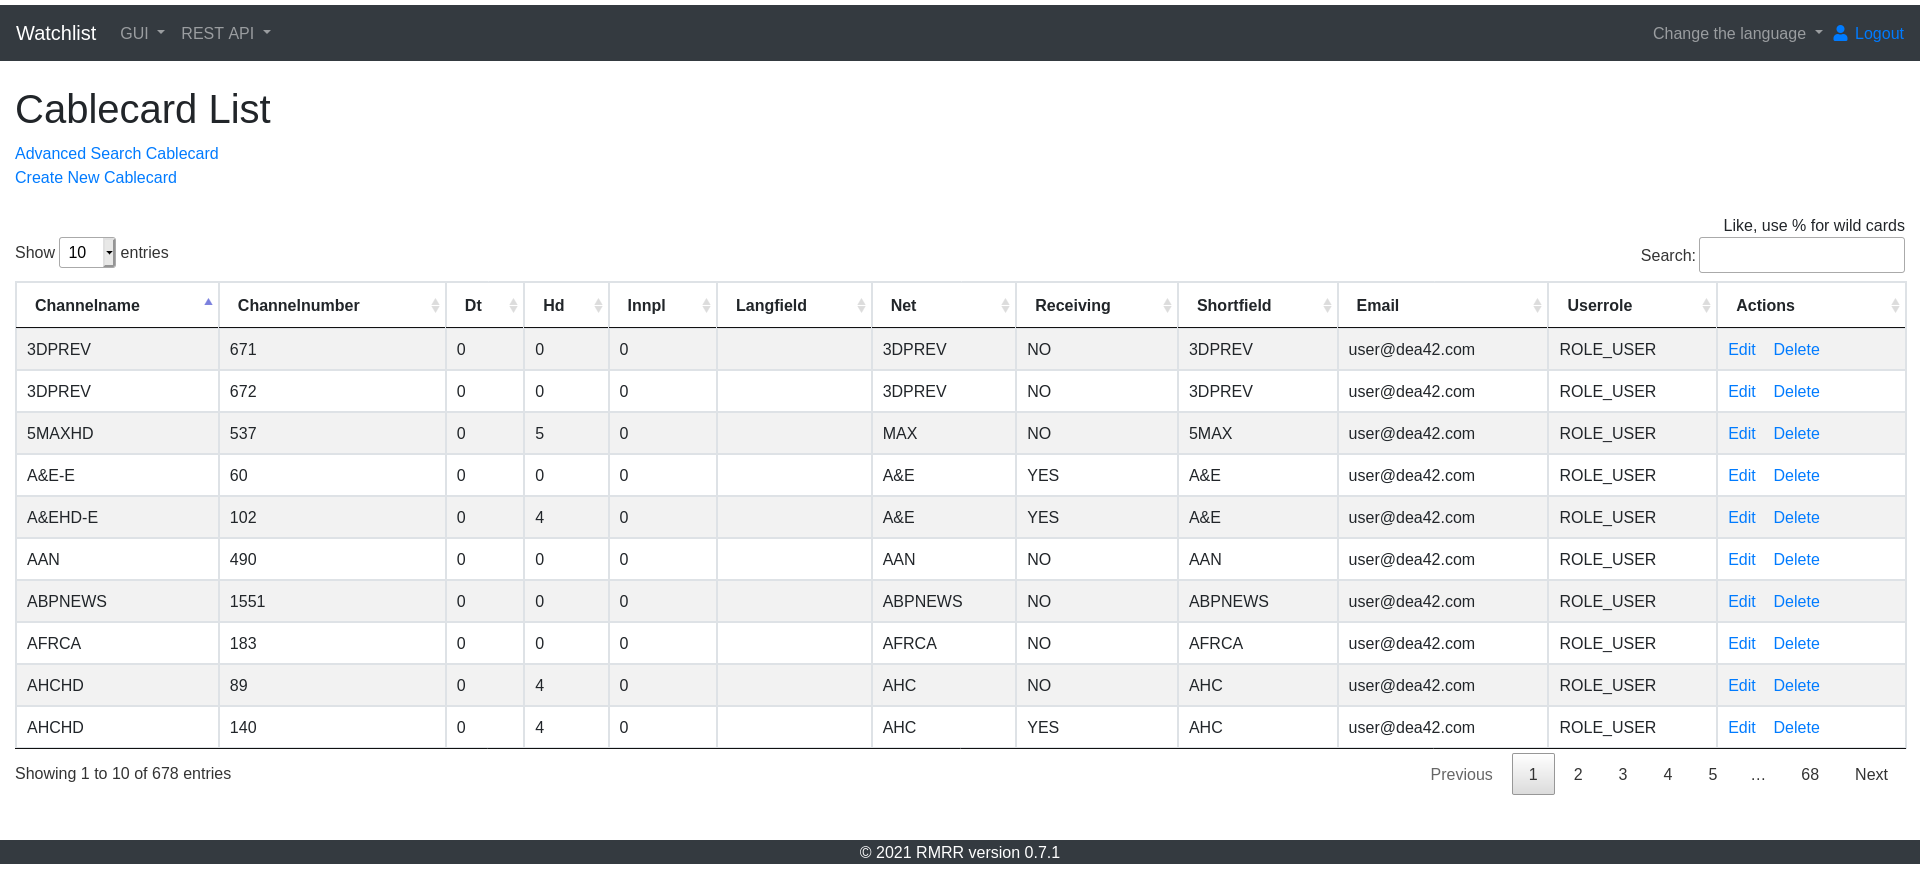 Watchlist GUI REST API Change the language Logout
Cablecard List
Advanced Search Cablecard
Create New Cablecard
Like, use % for wild cards
Show 10 entries Search:
Channelname Channelnumber Dt Hd Innpl Langfield Net Receiving Shortfield Email Userrole Actions
3DPREV 671 0 0 0 3DPREV NO 3DPREV user@dea42.com ROLE_USER Edit Delete
3DPREV 672 0 0 0 3DPREV NO 3DPREV user@dea42.com ROLE_USER Edit Delete
5MAXHD 537 0 5 0 MAX NO 5MAX user@dea42.com ROLE_USER Edit Delete
A&E-E 60 0 0 0 A&E YES A&E user@dea42.com ROLE_USER Edit Delete
A&EHD-E 102 0 4 0 A&E YES A&E user@dea42.com ROLE_USER Edit Delete
AAN 490 0 0 0 AAN NO AAN user@dea42.com ROLE_USER Edit Delete
ABPNEWS 1551 0 0 0 ABPNEWS NO ABPNEWS user@dea42.com ROLE_USER Edit Delete
AFRCA 183 0 0 0 AFRCA NO AFRCA user@dea42.com ROLE_USER Edit Delete
AHCHD 89 0 4 0 AHC NO AHC user@dea42.com ROLE_USER Edit Delete
AHCHD 140 0 4 0 AHC YES AHC user@dea42.com ROLE_USER Edit Delete
Showing 1 to 10 of 678 entries Previous 1 2 3 4 5 … 68 Next
© 2021 RMRR version 0.7.1